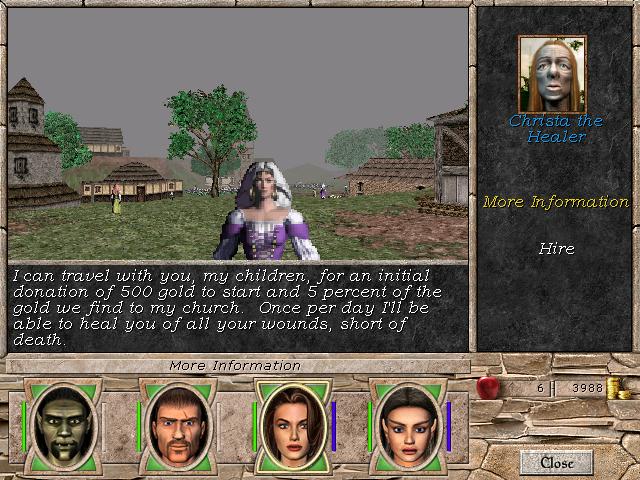 Christa the
Healer
More Information
Hire
I can travel with you, my children, for an initial
donation of 500 gold to start and 5 percent of the
gold we find to my church.  Once per day I'll be
able to heal you of all your wounds, short of
death.
More Information
6 3988
Close